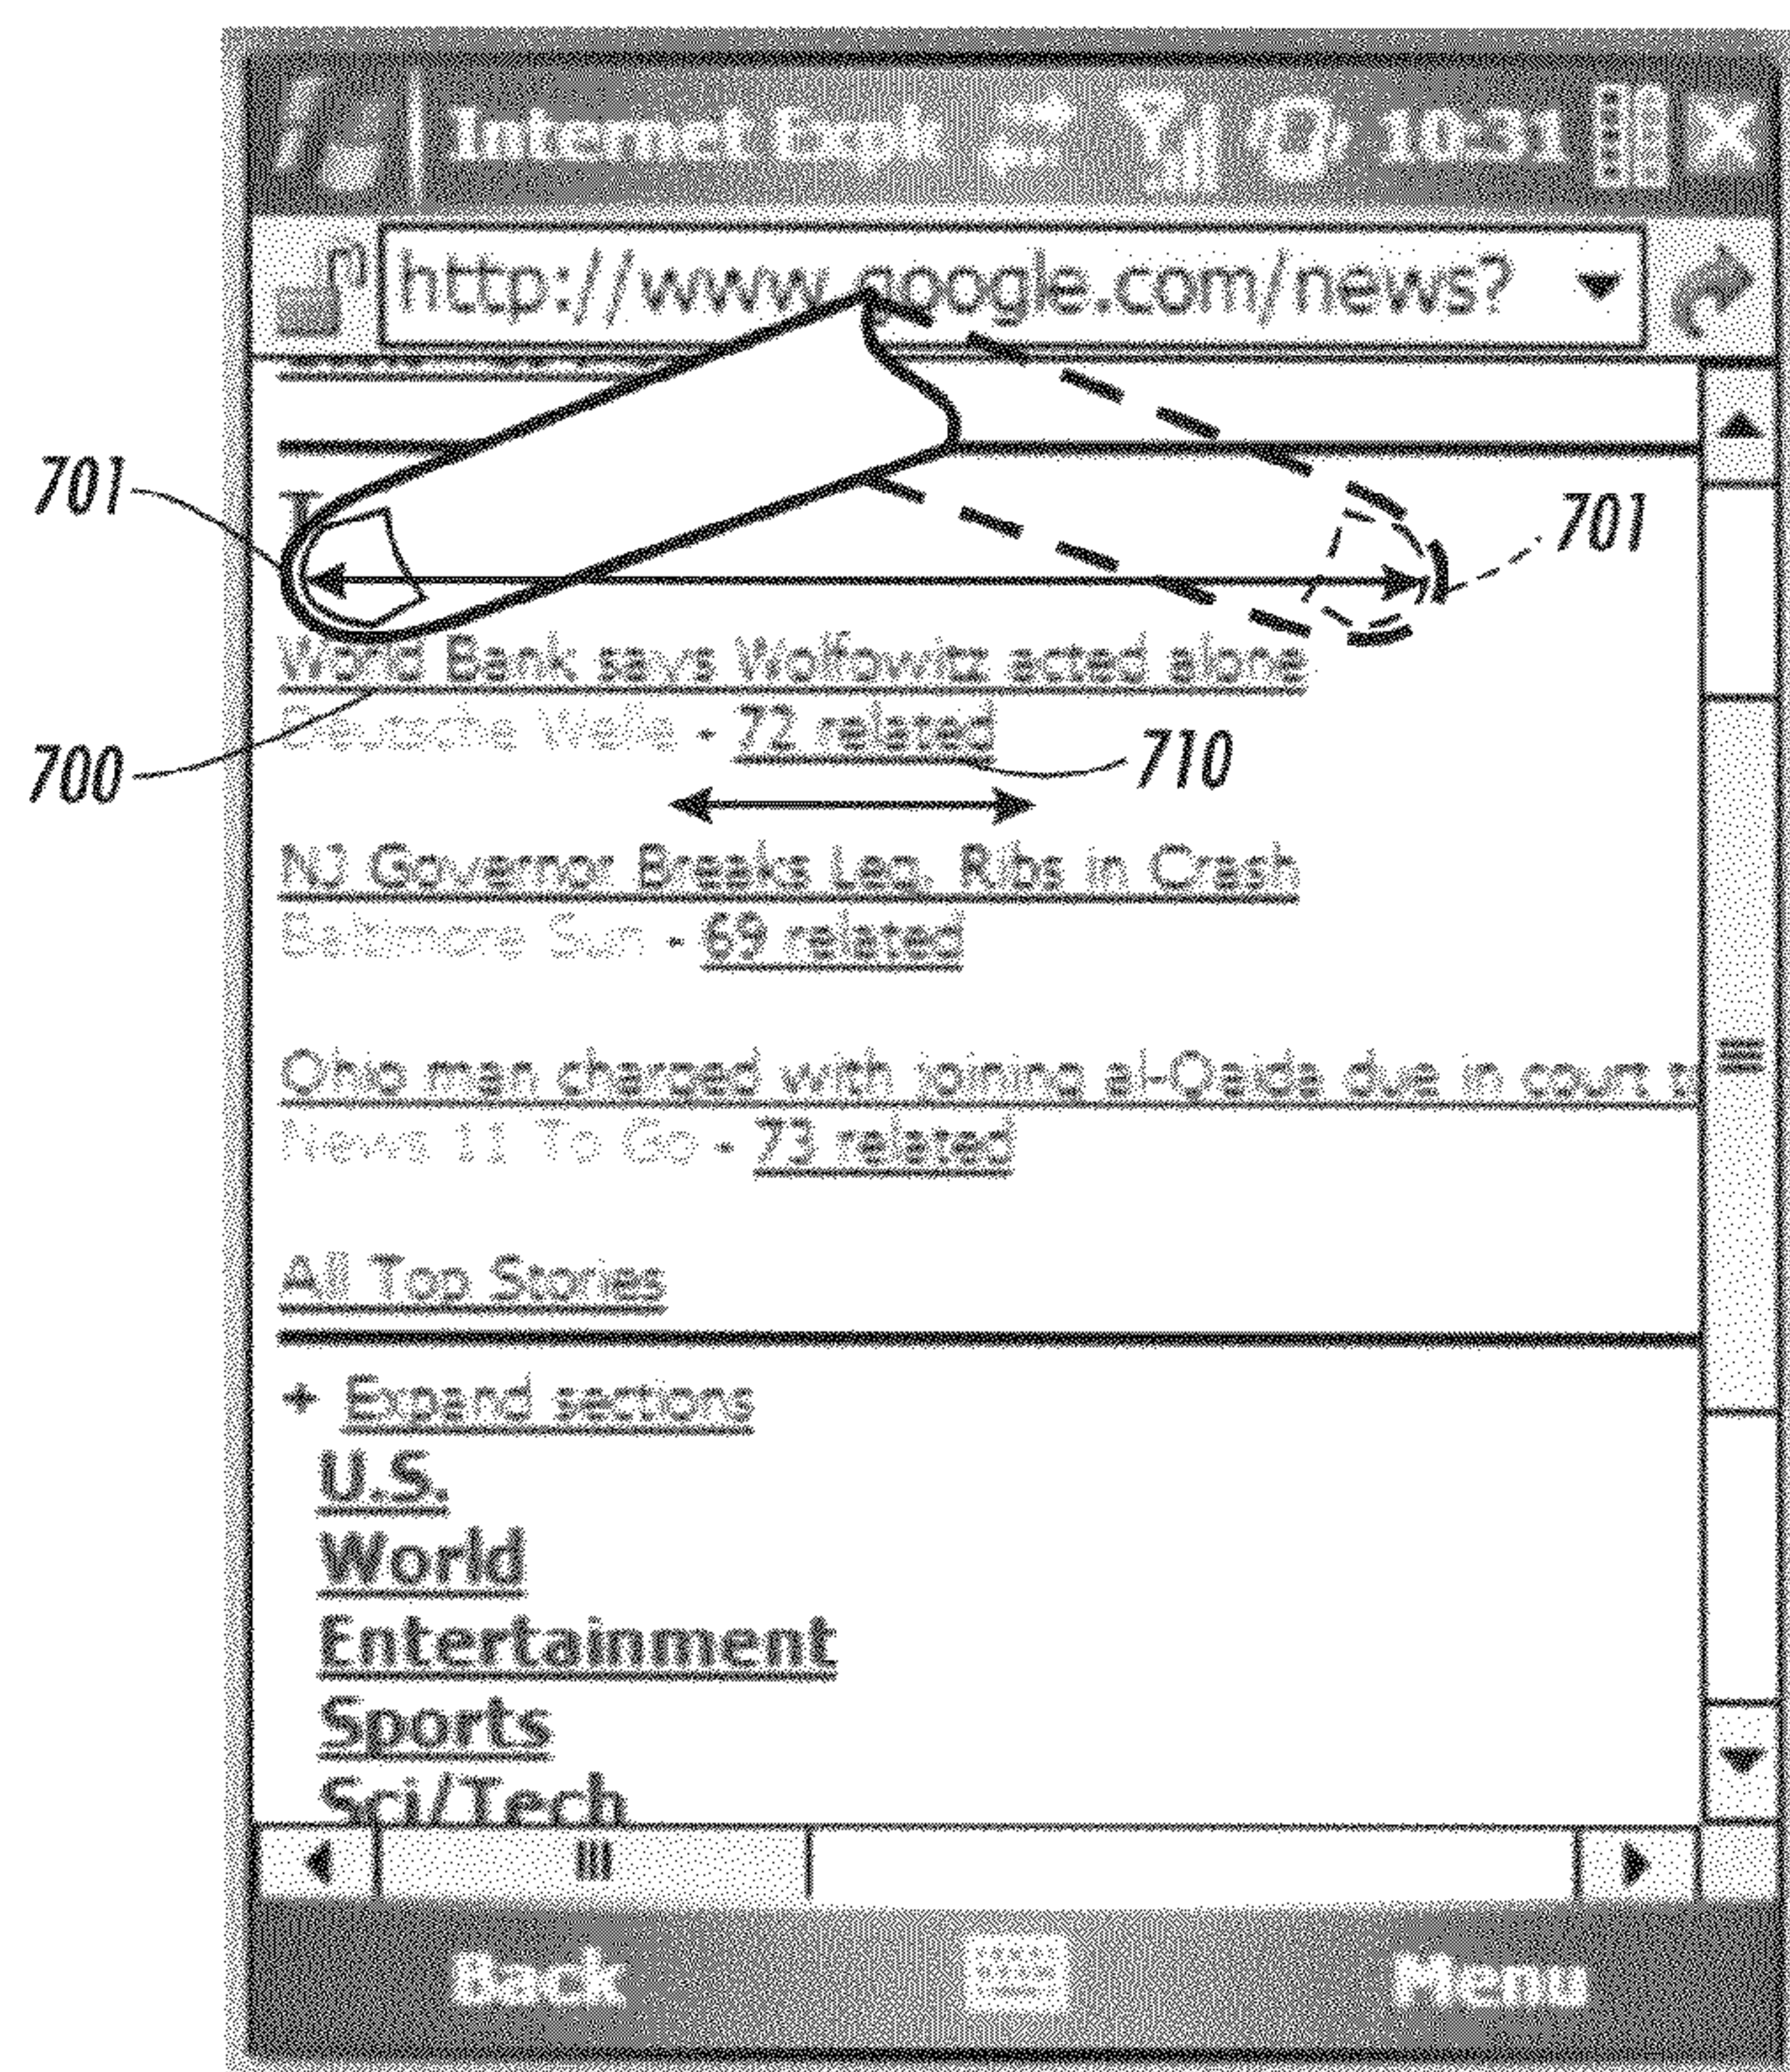 Internet Expk 10:31
http://www.google.com/news?
701
T
701
World Bank says Wolfowitz acted alone
Deutsche Welle - 72 related
700
710
NJ Governor Breaks Leg, Ribs in Crash
Baltimore Sun - 69 related
Ohio man charged with joining al-Qaida due in court t
News 11 To Go - 73 related
All Top Stories
+ Expand sections
U.S.
World
Entertainment
Sports
Sci/Tech
Back Menu